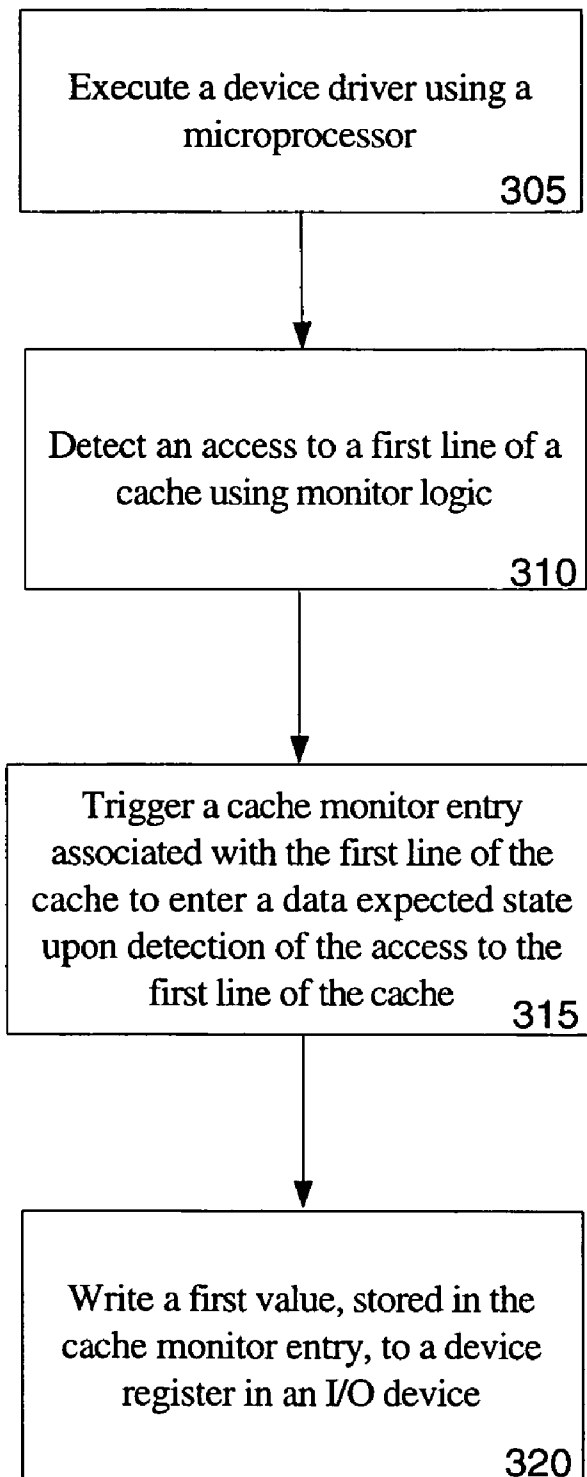 Execute a device driver using a
microprocessor
305
Detect an access to a first line of a
cache using monitor logic
310
Trigger a cache monitor entry
associated with the first line of the
cache to enter a data expected state
upon detection of the access to the
first line of the cache
315
Write a first value, stored in the
cache monitor entry, to a device
register in an I/O device
320